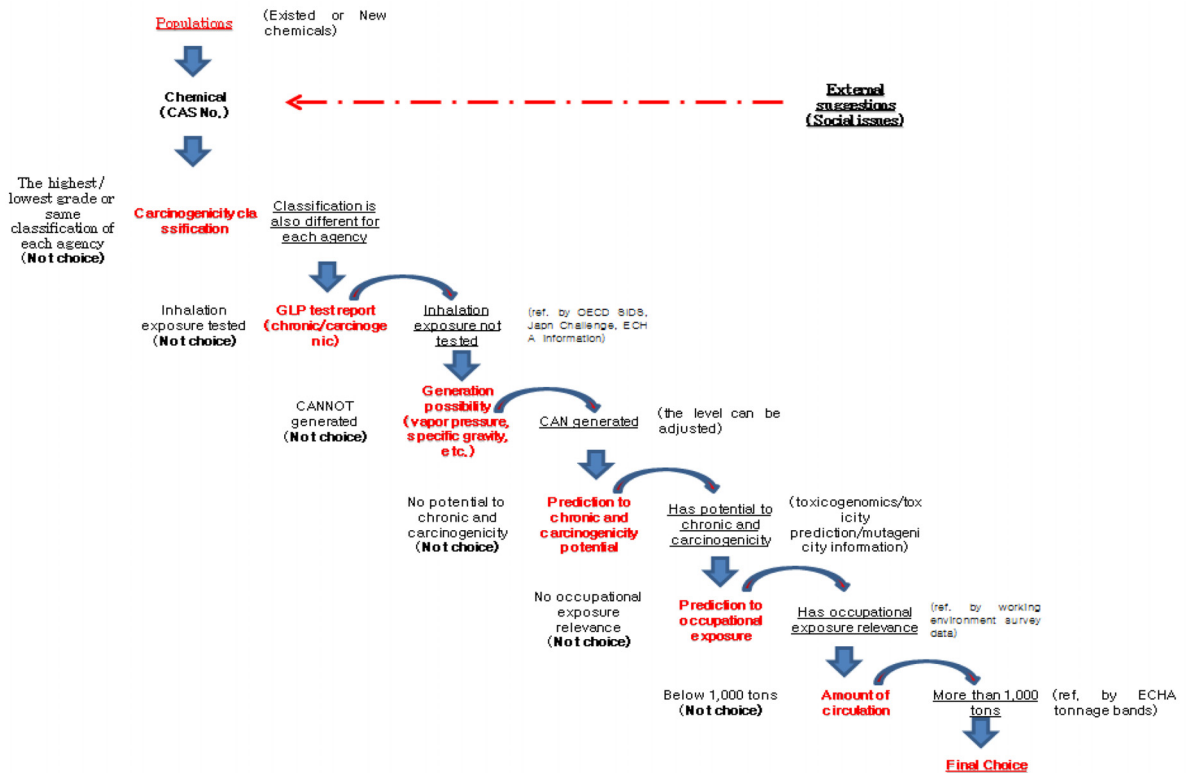 Populations
(Existed or New
chemicals)
Chemical
(CAS No.)
External
suggestions
(Social issues)
The highest/
lowest grade or
same
classification of
each agency
(Not choice)
Carcinogenicity cla
ssification
Classification is
also different for
each agency
Inhalation
exposure tested
(Not choice)
GLP test report
(chronic/carcinoge
nic)
Inhalation
exposure not
tested
(ref. by OECD SIDS,
Japn Challenge, ECH
A Information)
CANNOT
generated
(Not choice)
Generation
possibility
(vapor pressure,
specific gravity,
etc.)
CAN generated
(the level can be
adjusted)
No potential to
chronic and
carcinogenicity
(Not choice)
Prediction to
chronic and
carcinogenicity
potential
Has potential to
chronic and
carcinogenicity
(toxicogenomics/tox
icity
prediction/mutageni
city information)
No occupational
exposure
relevance
(Not choice)
Prediction to
occupational
exposure
Has occupational
exposure relevance
(ref. by working
environment survey
data)
Below 1,000 tons
(Not choice)
Amount of
circulation
More than 1,000
tons
(ref. by ECHA
tonnage bands)
Final Choice